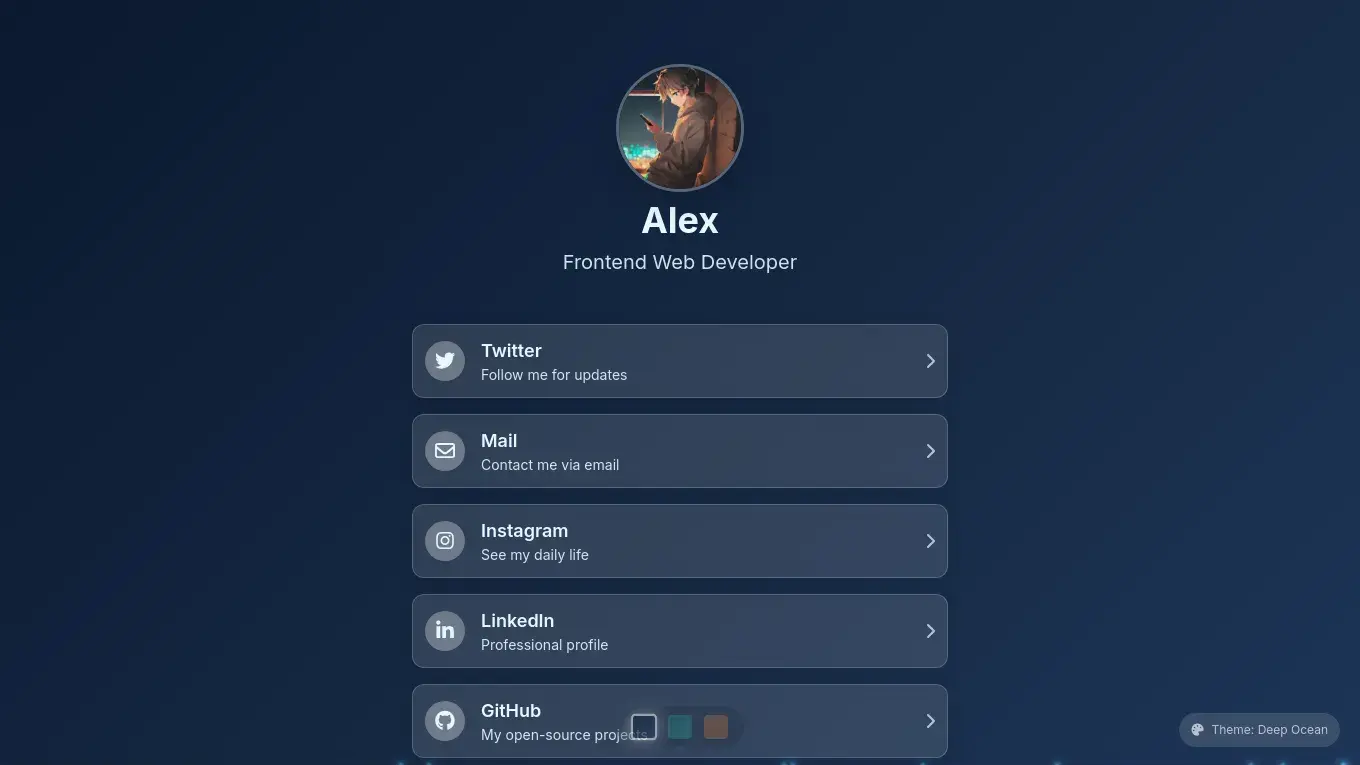 Alex
Frontend Web Developer
Twitter
Follow me for updates
Mail
Contact me via email
Instagram
See my daily life
LinkedIn
Professional profile
GitHub
My open-source projects
Theme: Deep Ocean